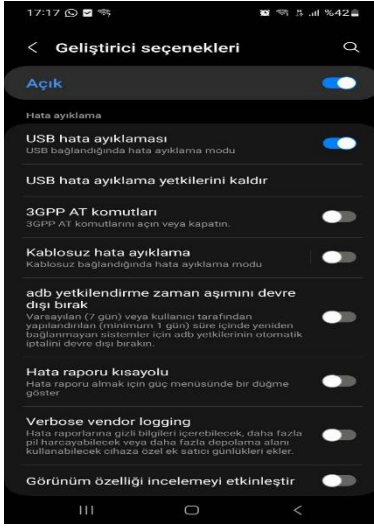 17:17 %42
Geliştirici seçenekleri
Açık
Hata ayıklama
USB hata ayıklaması
USB bağlandığında hata ayıklama modu
USB hata ayıklama yetkilerini kaldır
3GPP AT komutları
3GPP AT komutlarını açın veya kapatın.
Kablosuz hata ayıklama
Kablosuz bağlandığında hata ayıklama modu
adb yetkilendirme zaman aşımını devre
dışı bırak
Varsayılan (7 gün) veya kullanıcı tarafından
yapılandırılan (minimum 1 gün) süre içinde yeniden
bağlanmayan sistemler için adb yetkilerinin otomatik
iptalini devre dışı bırakın.
Hata raporu kısayolu
Hata raporu almak için güç menüsünde bir düğme
göster
Verbose vendor logging
Hata raporlarına gizli bilgileri içerebilecek, daha fazla
pil harcayabilecek veya daha fazla depolama alanı
kullanabilecek cihaza özel ek satıcı günlükleri ekler.
Görünüm özelliği incelemeyi etkinleştir